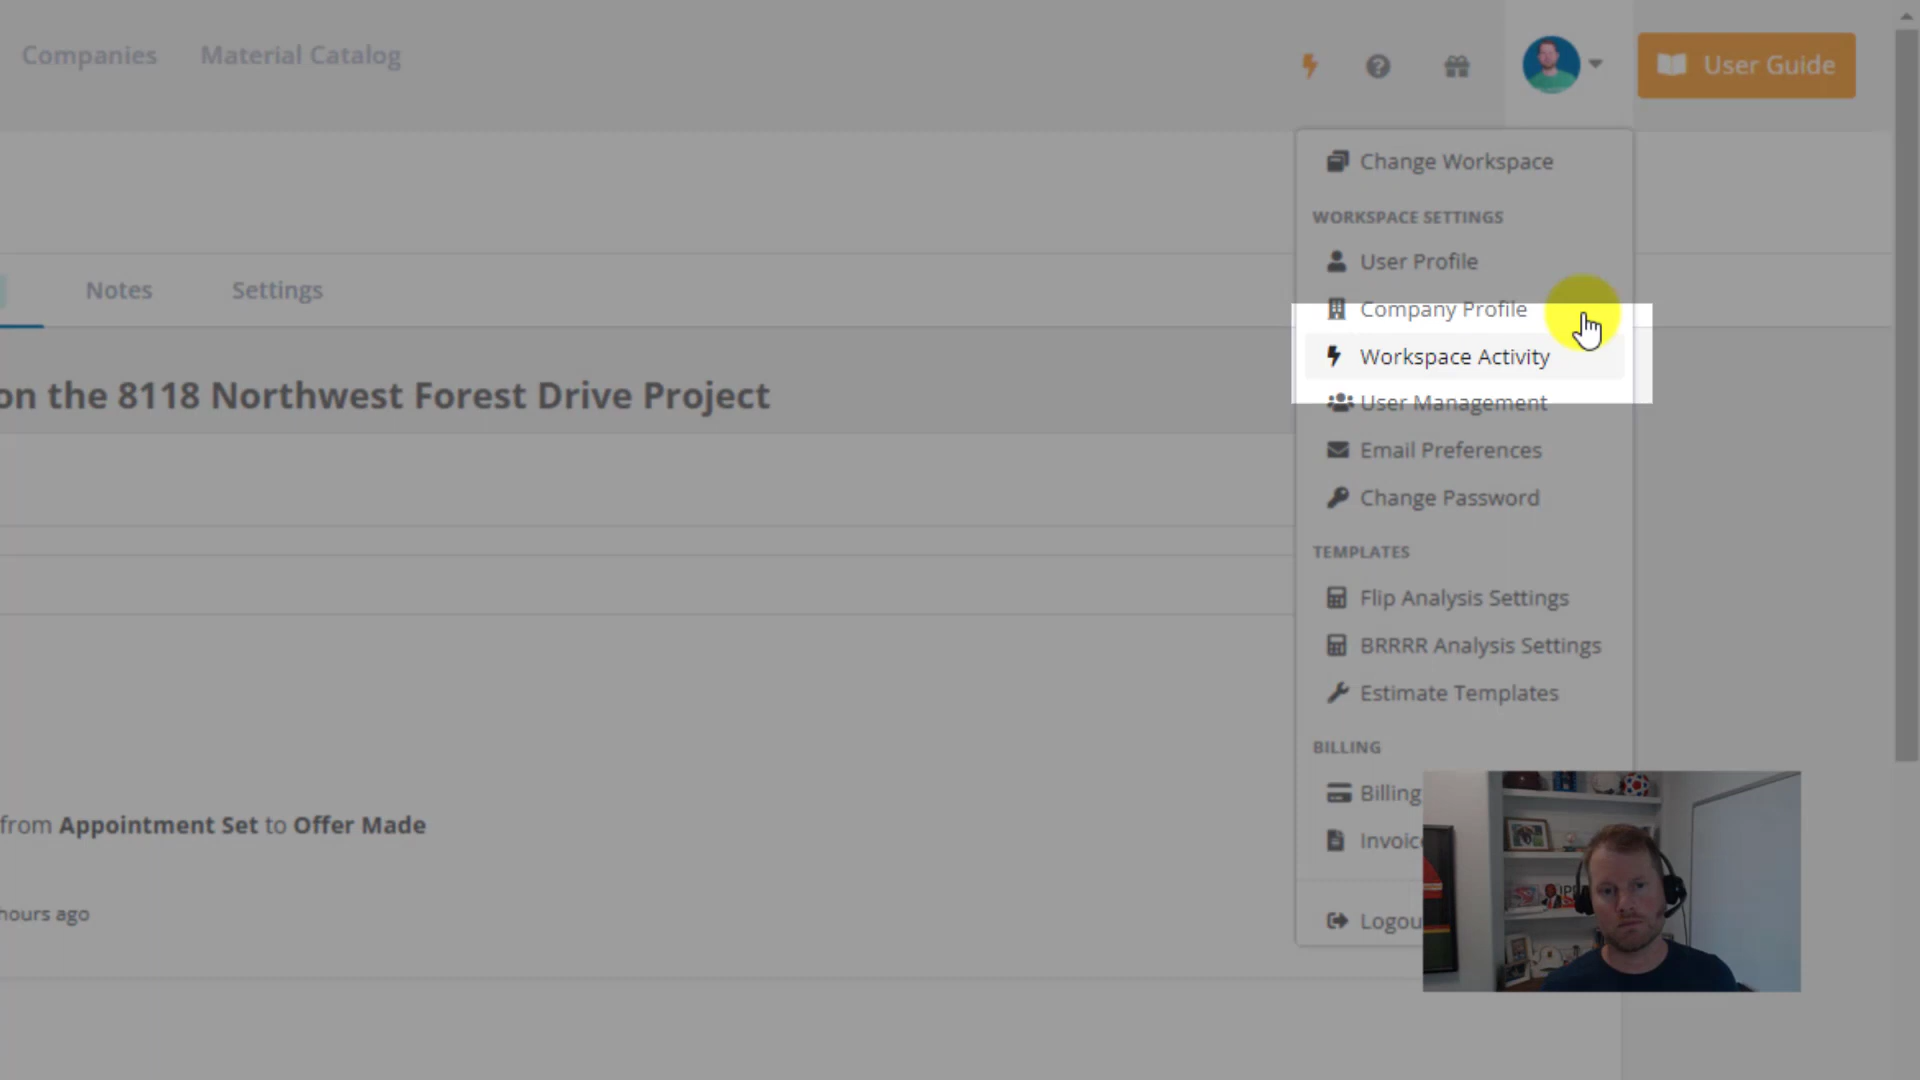 Companies
Material Catalog
User Guide
Change Workspace
WORKSPACE SETTINGS
User Profile
Company Profile
Workspace Activity
User Management
Email Preferences
Change Password
TEMPLATES
Flip Analysis Settings
BRRRR Analysis Settings
Estimate Templates
BILLING
Billing
Invoic
Logou
Notes
Settings
on the 8118 Northwest Forest Drive Project
from Appointment Set to Offer Made
hours ago